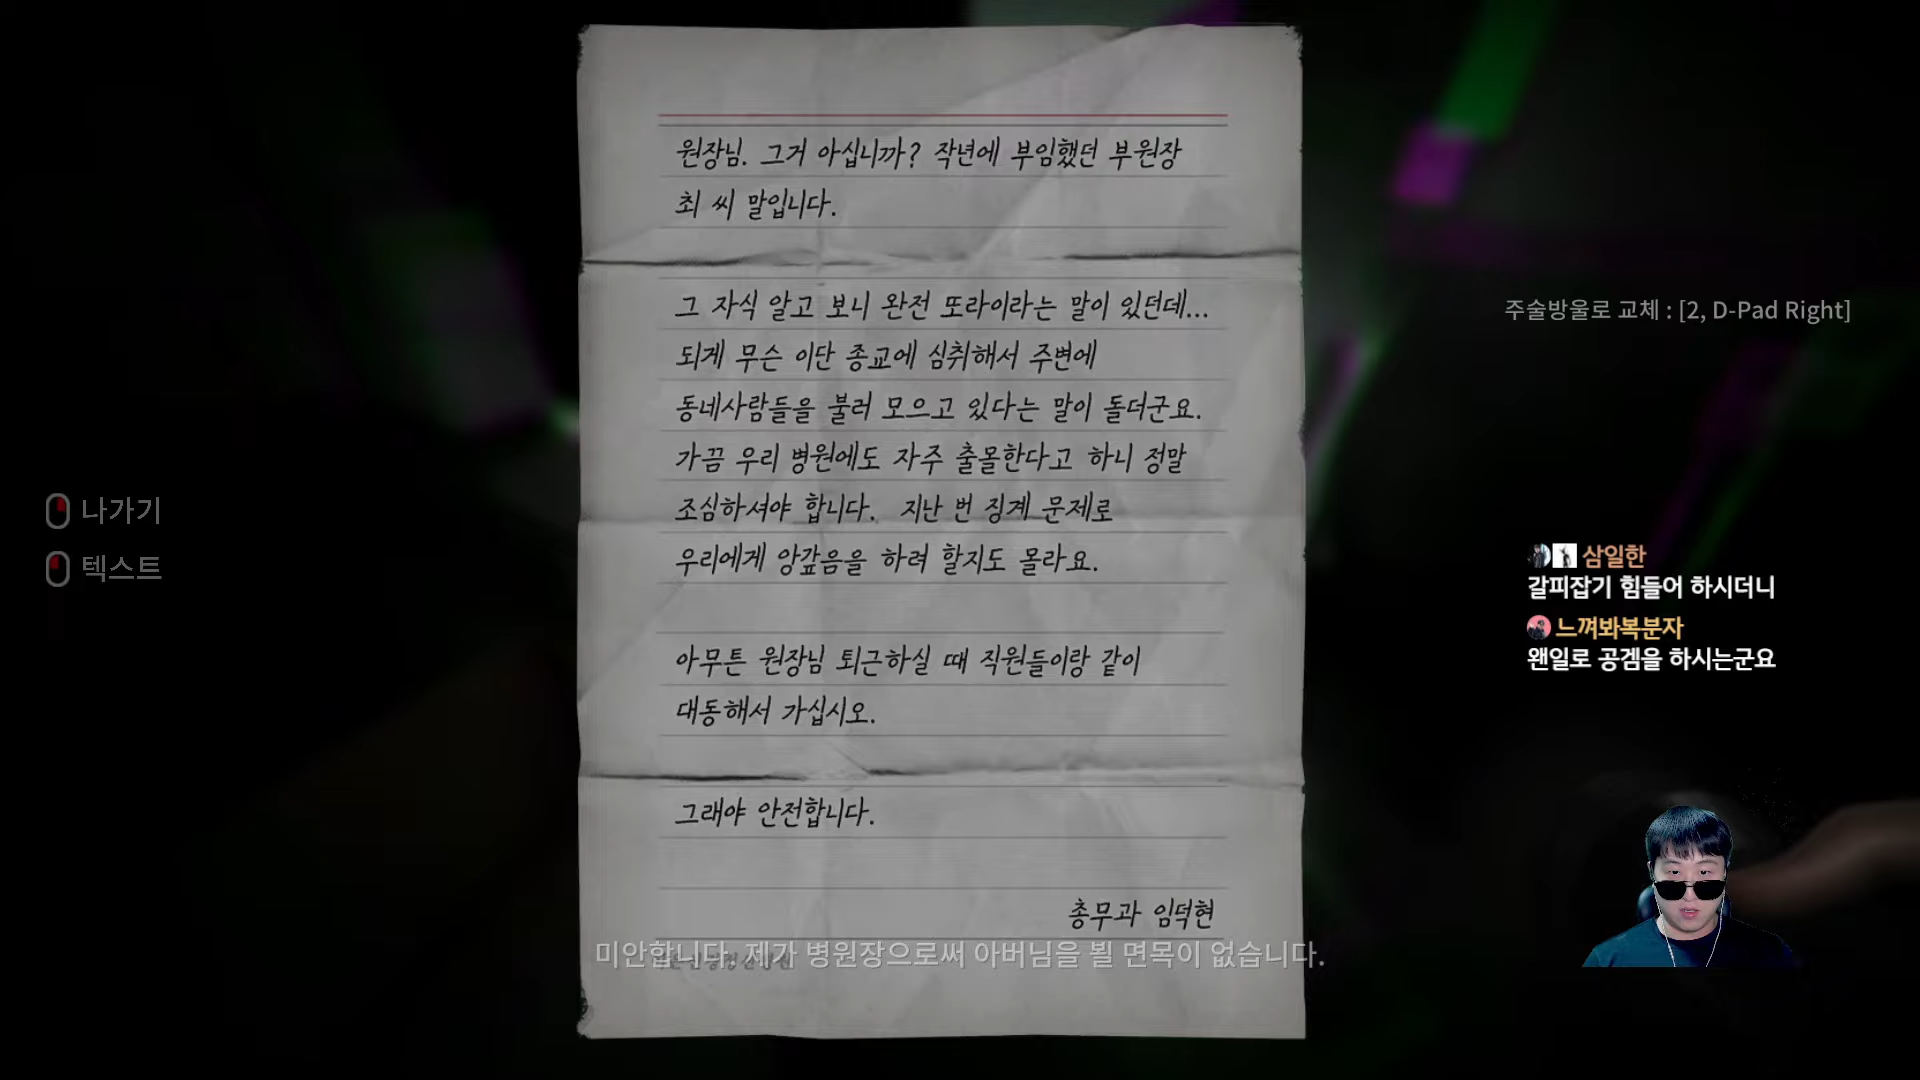 원장님. 그거 아십니까? 작년에 부임했던 부원장
최 씨 말입니다.
그 자식 알고 보니 완전 또라이라는 말이 있던데...
되게 무슨 이단 종교에 심취해서 주변에
동네사람들을 불러 모으고 있다는 말이 돌더군요.
가끔 우리 병원에도 자주 출몰한다고 하니 정말
조심하셔야 합니다. 지난 번 징계 문제로
우리에게 앙갚음을 하려 할지도 몰라요.
아무튼 원장님 퇴근하실 때 직원들이랑 같이
대동해서 가십시오.
그래야 안전합니다.
총무과 임덕현
미안합니다. 제가 병원장으로써 아버님을 뵐 면목이 없습니다.
나가기
텍스트
주술방울로 교체 : [2, D-Pad Right]
삼일한
갈피잡기 힘들어 하시더니
느껴봐복분자
왠일로 공겜을 하시는군요